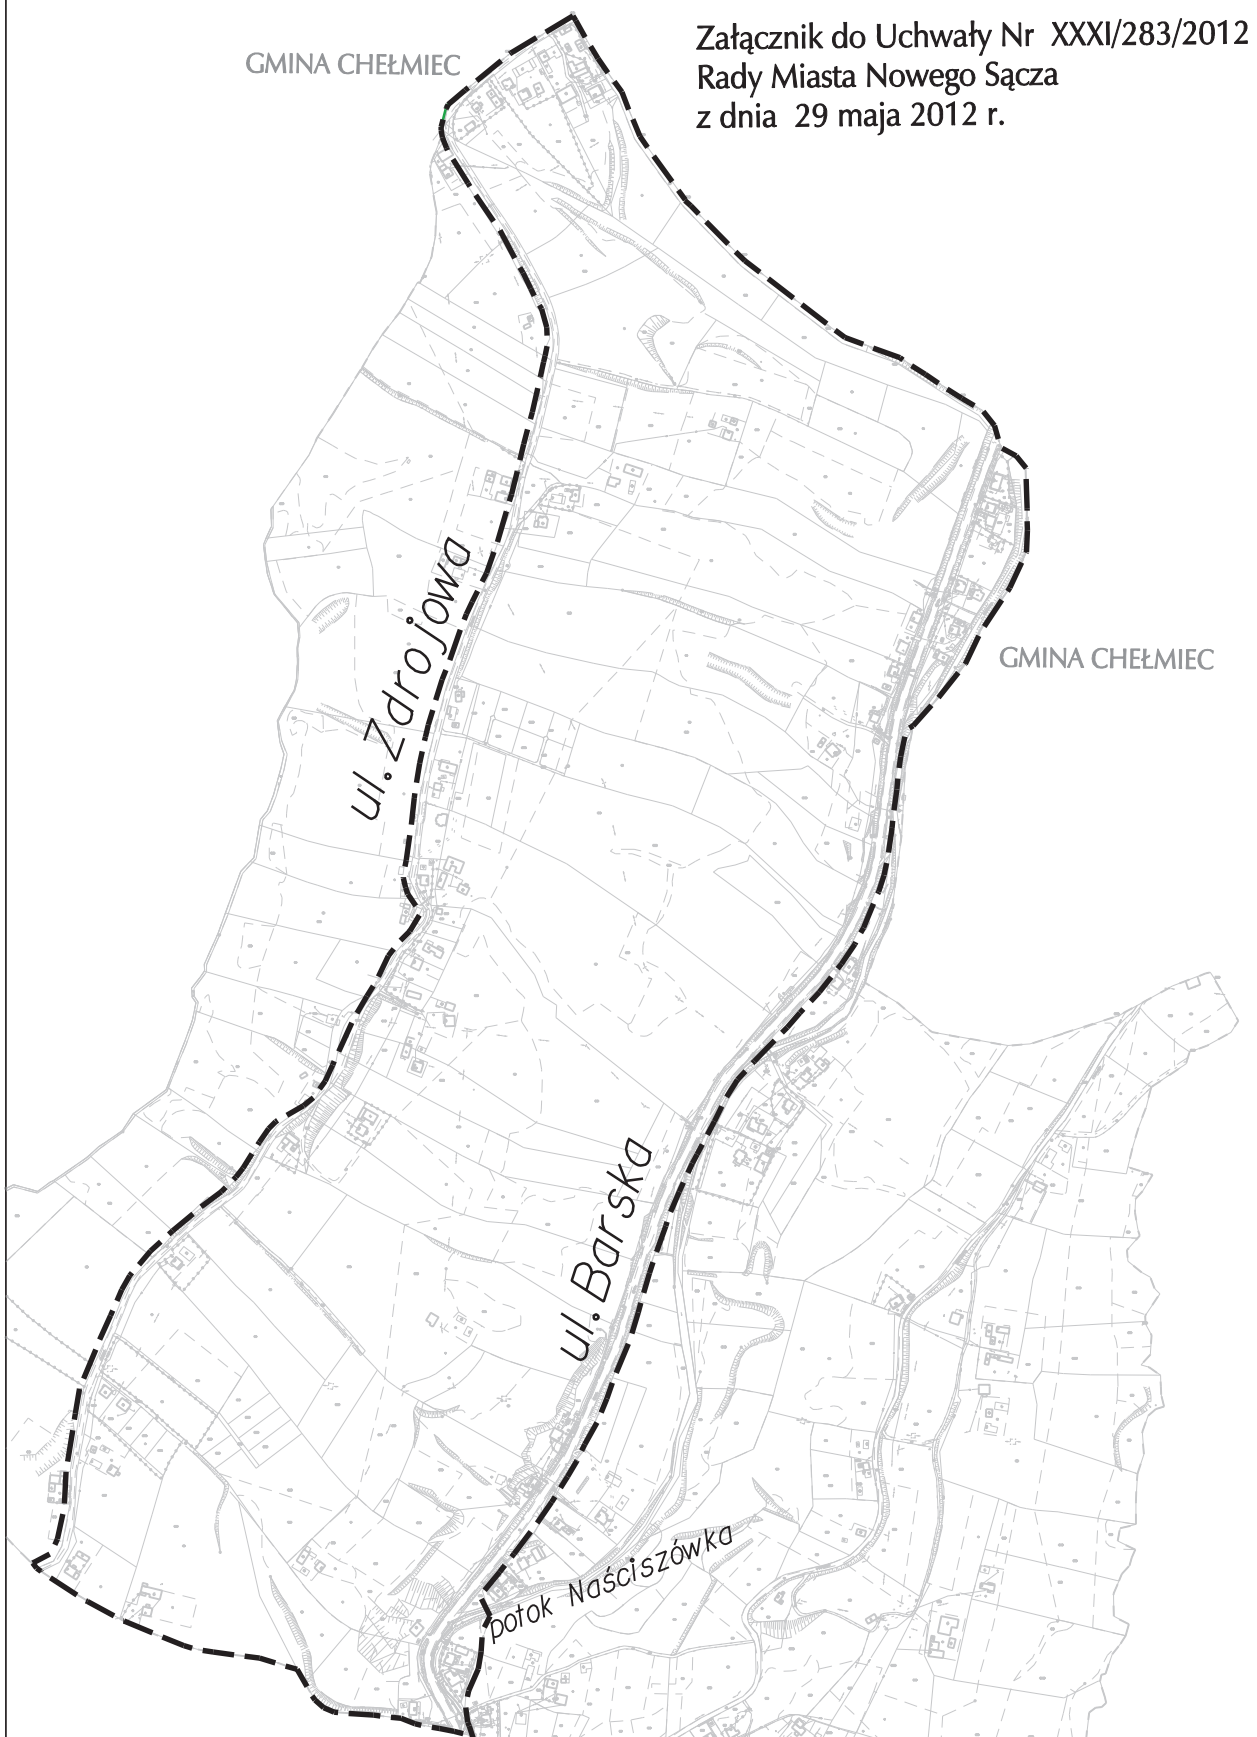 Załącznik do Uchwały Nr XXXI/283/2012
Rady Miasta Nowego Sącza
z dnia 29 maja 2012 r.
GMINA CHEŁMIEC
ul. Zdrojowa
GMINA CHEŁMIEC
ul. Barska
potok Naściszówka